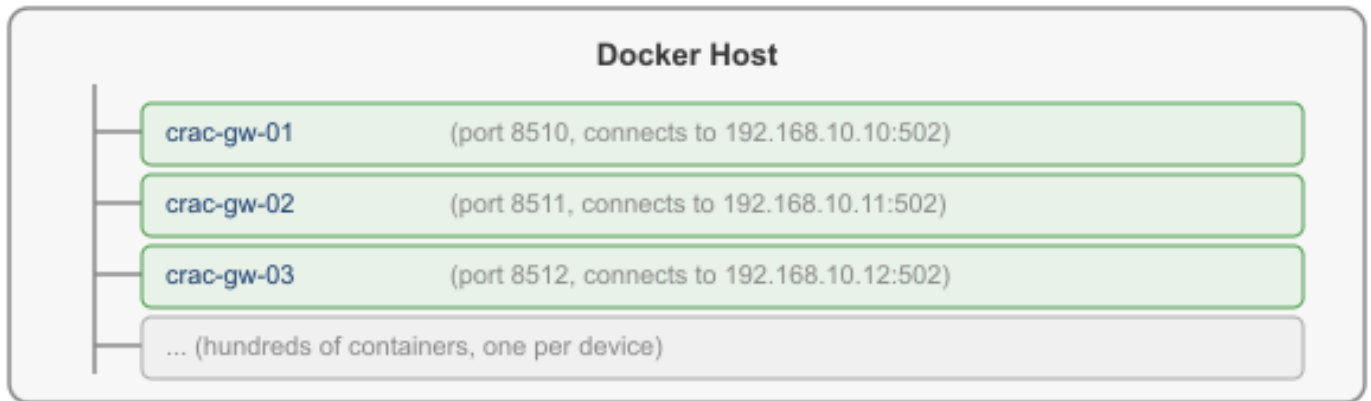 Docker Host
crac-gw-01 (port 8510, connects to 192.168.10.10:502)
crac-gw-02 (port 8511, connects to 192.168.10.11:502)
crac-gw-03 (port 8512, connects to 192.168.10.12:502)
... (hundreds of containers, one per device)